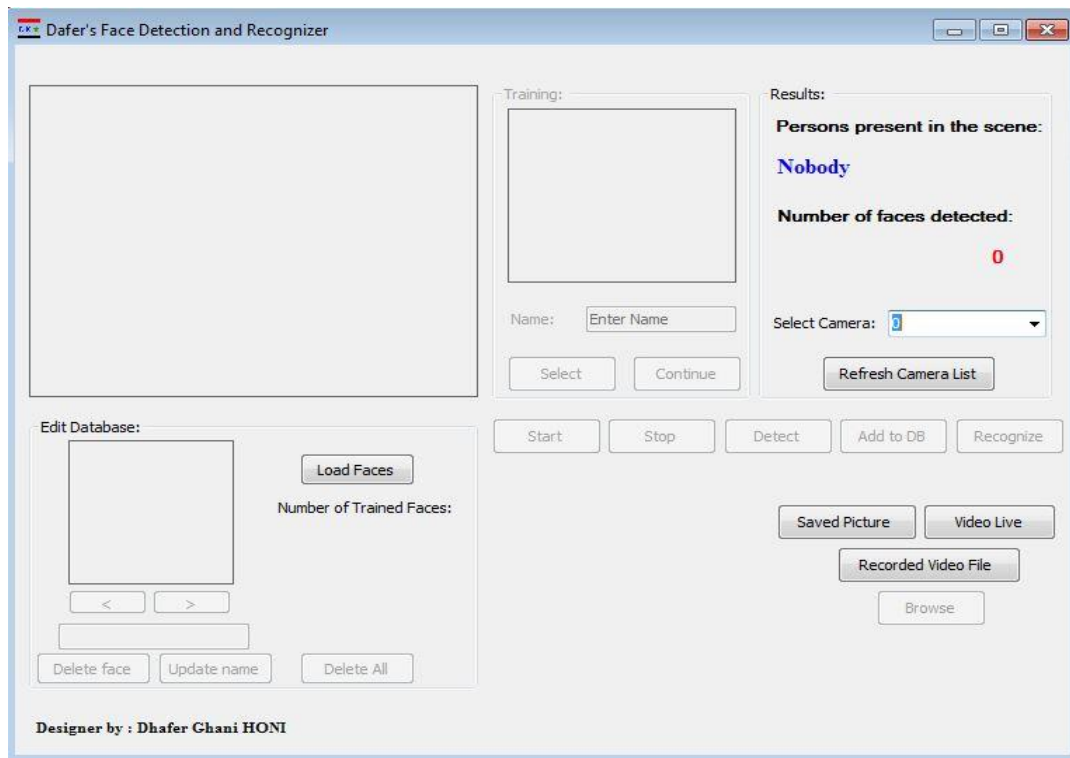 Dafer's Face Detection and Recognizer
Training:
Name:
Enter Name
Select
Continue
Results:
Persons present in the scene:
Nobody
Number of faces detected:
0
Select Camera:
0
Refresh Camera List
Start
Stop
Detect
Add to DB
Recognize
Edit Database:
Load Faces
Number of Trained Faces:
<
>
Delete face
Update name
Delete All
Saved Picture
Video Live
Recorded Video File
Browse
Designer by : Dhafer Ghani HONI